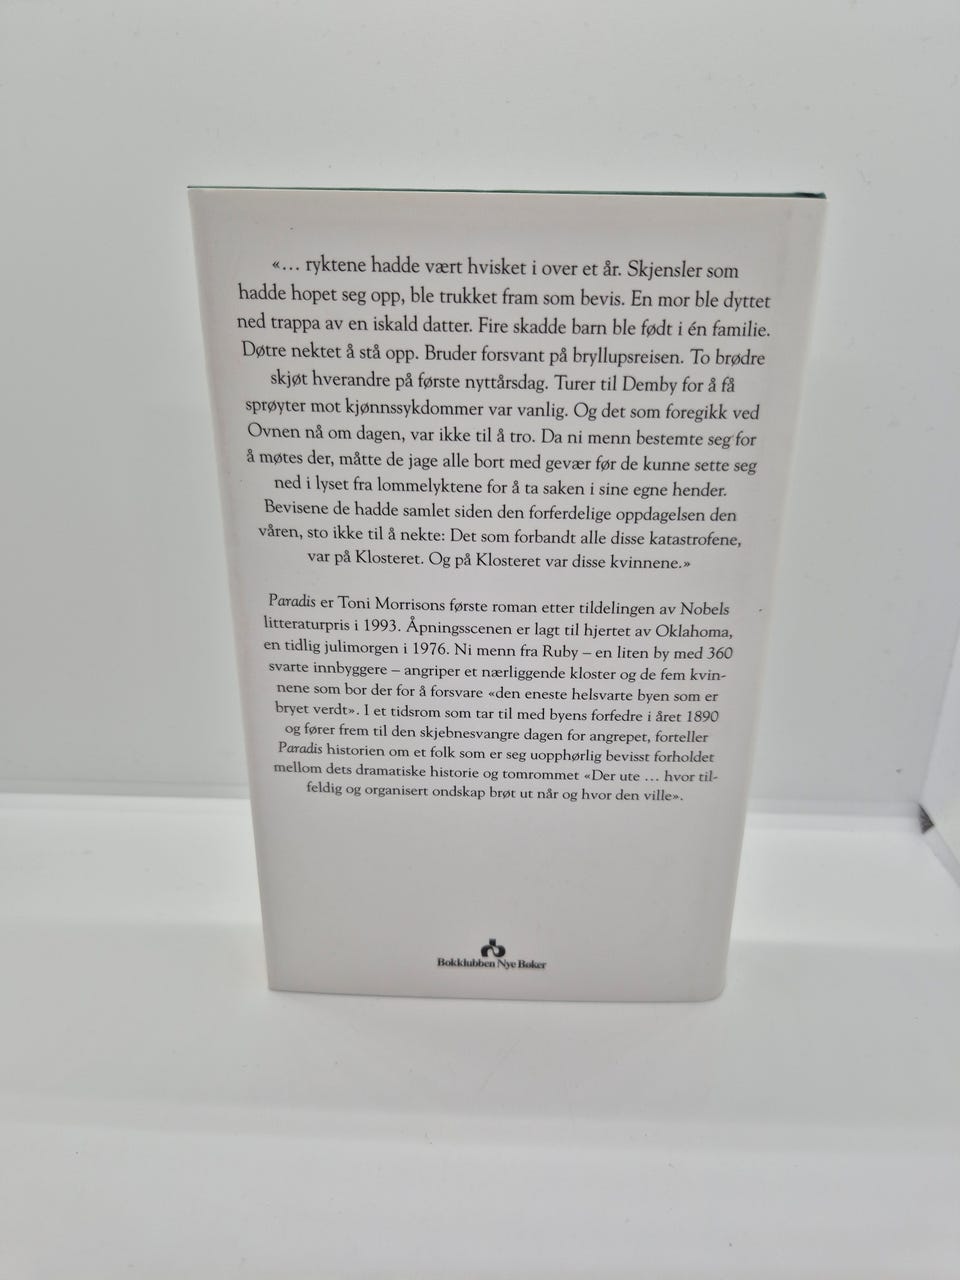 «… ryktene hadde vært hvisket i over et år. Skjensler som
hadde hopet seg opp, ble trukket fram som bevis. En mor ble dyttet
ned trappa av en iskald datter. Fire skadde barn ble født i én familie.
Døtre nektet å stå opp. Bruder forsvant på bryllupsreisen. To brødre
skjøt hverandre på første nyttårsdag. Turer til Demby for å få
sprøyter mot kjønnssykdommer var vanlig. Og det som foregikk ved
Ovnen nå om dagen, var ikke til å tro. Da ni menn bestemte seg for
å møtes der, måtte de jage alle bort med gevær før de kunne sette seg
ned i lyset fra lommelyktene for å ta saken i sine egne hender.
Bevisene de hadde samlet siden den forferdelige oppdagelsen den
våren, sto ikke til å nekte: Det som forbandt alle disse katastrofene,
var på Klosteret. Og på Klosteret var disse kvinnene.»
Paradis er Toni Morrisons første roman etter tildelingen av Nobels
litteraturpris i 1993. Åpningsscenen er lagt til hjertet av Oklahoma,
en tidlig julimorgen i 1976. Ni menn fra Ruby – en liten by med 360
svarte innbyggere – angriper et nærliggende kloster og de fem kvin-
nene som bor der for å forsvare «den eneste helsvarte byen som er
bryet verdt». I et tidsrom som tar til med byens forfedre i året 1890
og fører frem til den skjebnesvangre dagen for angrepet, forteller
Paradis historien om et folk som er seg uopphørlig bevisst forholdet
mellom dets dramatiske historie og tomrommet «Der ute … hvor til-
feldig og organisert ondskap brøt ut når og hvor den ville».
Bokklubben Nye Bøker